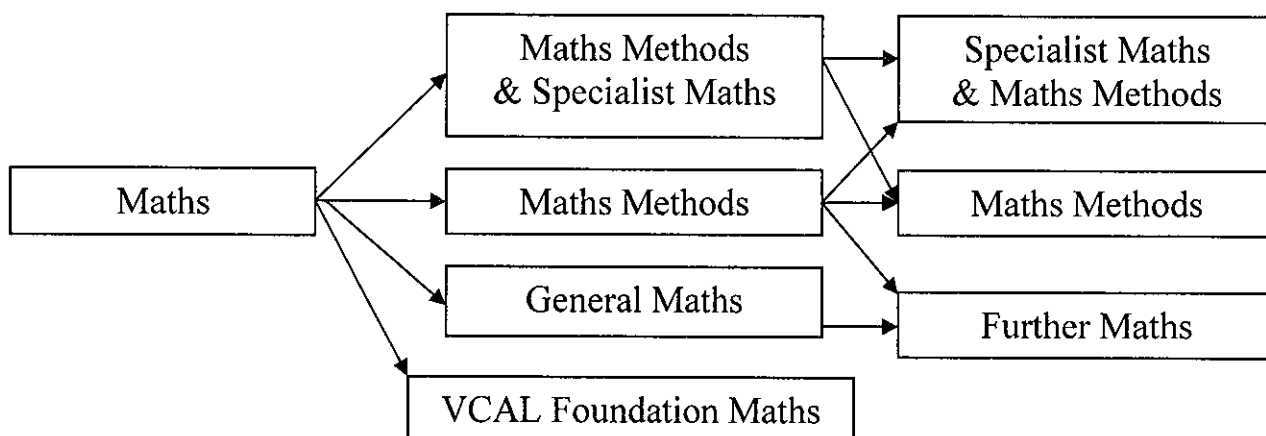 Maths
Maths Methods
& Specialist Maths
Maths Methods
General Maths
VCAL Foundation Maths
Specialist Maths
& Maths Methods
Maths Methods
Further Maths